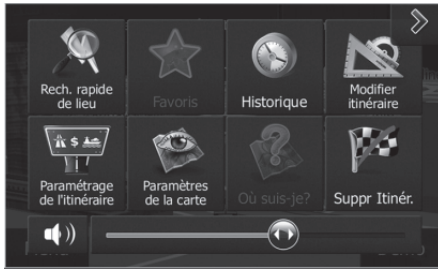 Rech. rapide
de lieu
Favoris
Historique
Modifier
itinéraire
Paramétrage
de l'itinéraire
Paramètres
de la carte
Où suis-je?
Suppr Itinér.